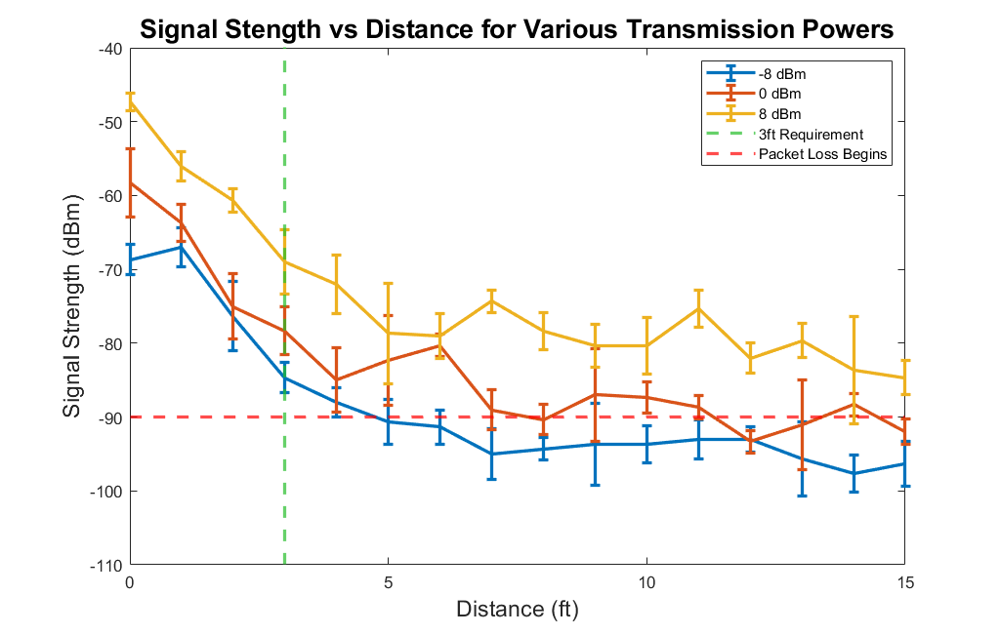 Signal Stength vs Distance for Various Transmission Powers
-40
-50
-60
-70
-80
-90
-100
-110
Signal Strength (dBm)
-8 dBm
0 dBm
8 dBm
3ft Requirement
Packet Loss Begins
0
5
10
15
Distance (ft)